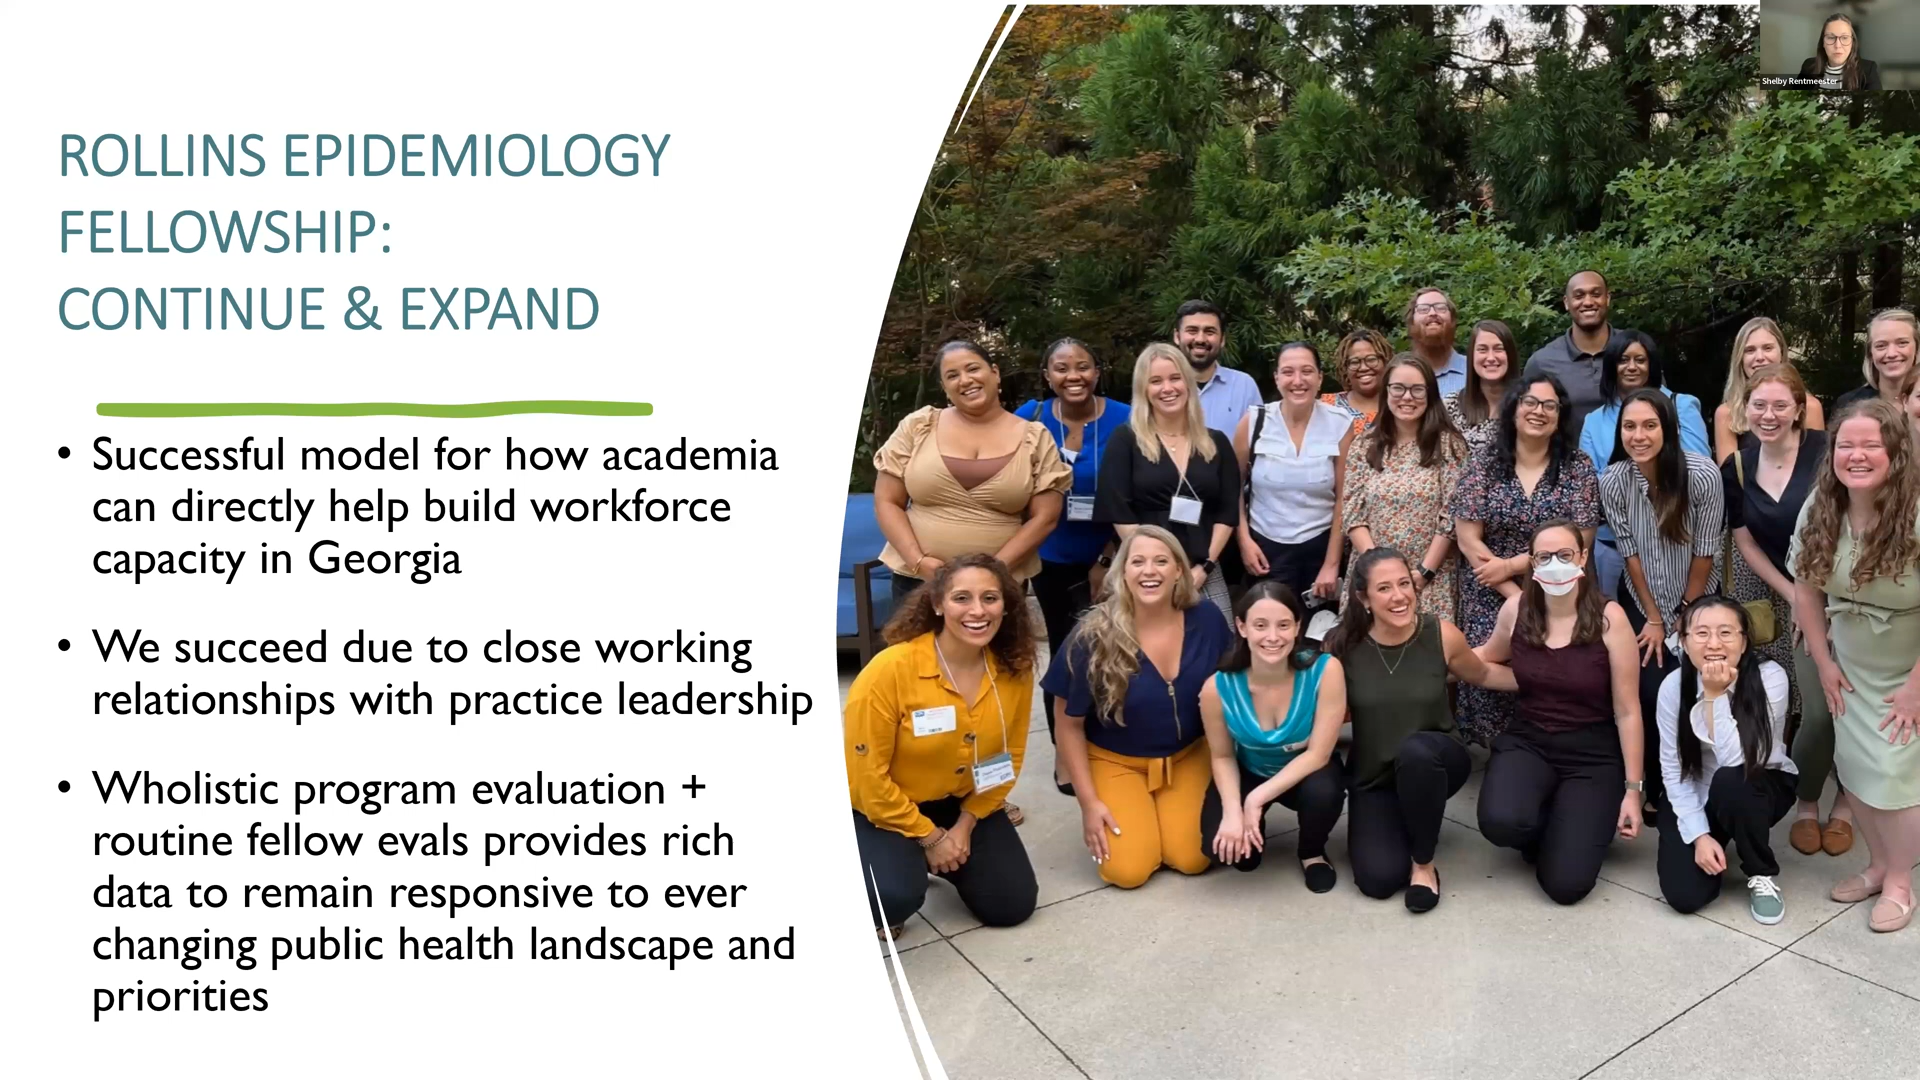 ROLLINS EPIDEMIOLOGY
FELLOWSHIP:
CONTINUE & EXPAND
• Successful model for how academia
can directly help build workforce
capacity in Georgia
• We succeed due to close working
relationships with practice leadership
• Wholistic program evaluation +
routine fellow evals provides rich
data to remain responsive to ever
changing public health landscape and
priorities
Shelby Rentmeester